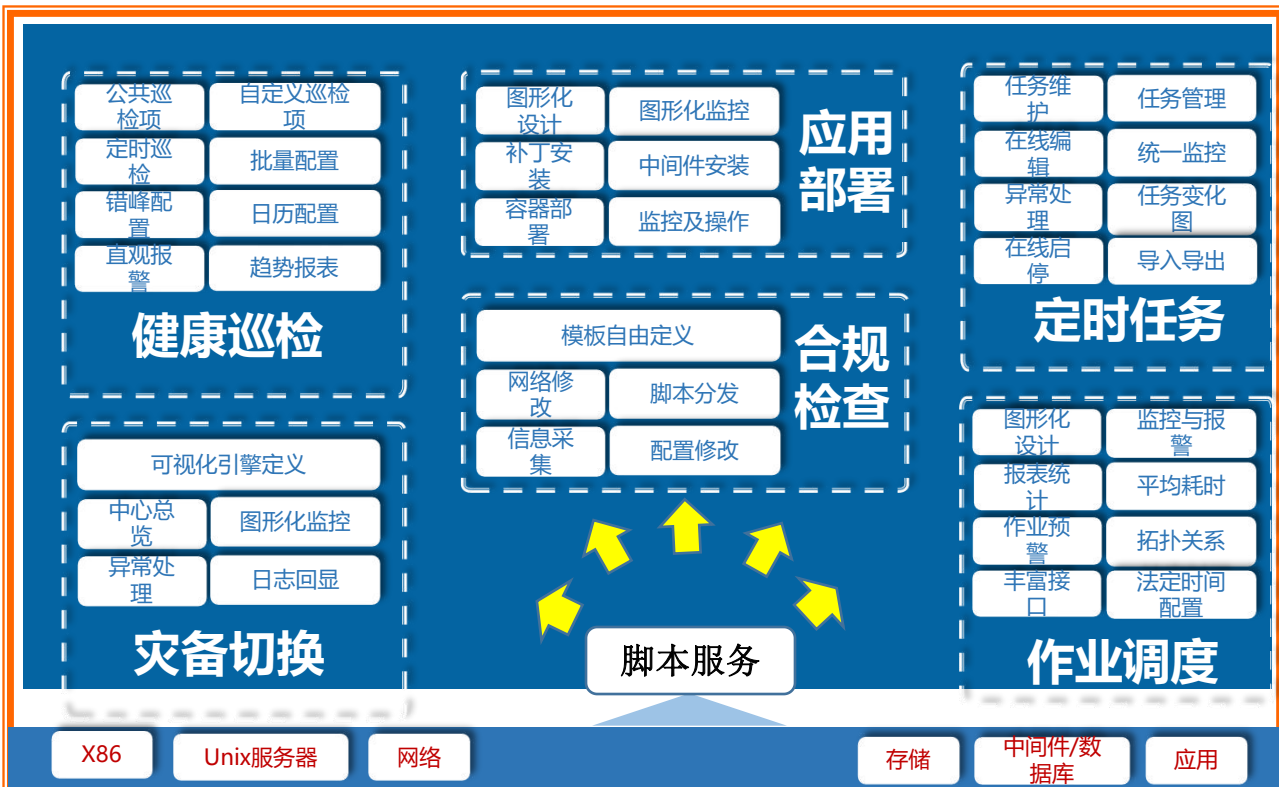 公共巡
检项
自定义巡检
项
定时巡
检
批量配置
错峰配
置
日历配置
直观报
警
趋势报表
健康巡检
可视化引擎定义
中心总
览
图形化监控
异常处
理
日志回显
灾备切换
图形化
设计
图形化监控
补丁安
装
中间件安装
容器部
署
监控及操作
应用
部署
模板自由定义
网络修
改
脚本分发
信息采
集
配置修改
合规
检查
脚本服务
任务维
护
任务管理
在线编
辑
统一监控
异常处
理
任务变化
图
在线启
停
导入导出
定时任务
图形化
设计
监控与报
警
报表统
计
平均耗时
作业预
警
拓扑关系
丰富接
口
法定时间
配置
作业调度
X86
Unix服务器
网络
存储
中间件/数
据库
应用